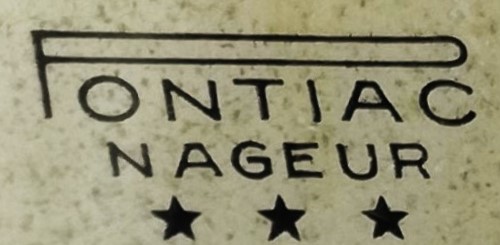 PONTIAC
NAGEUR
★ ★ ★